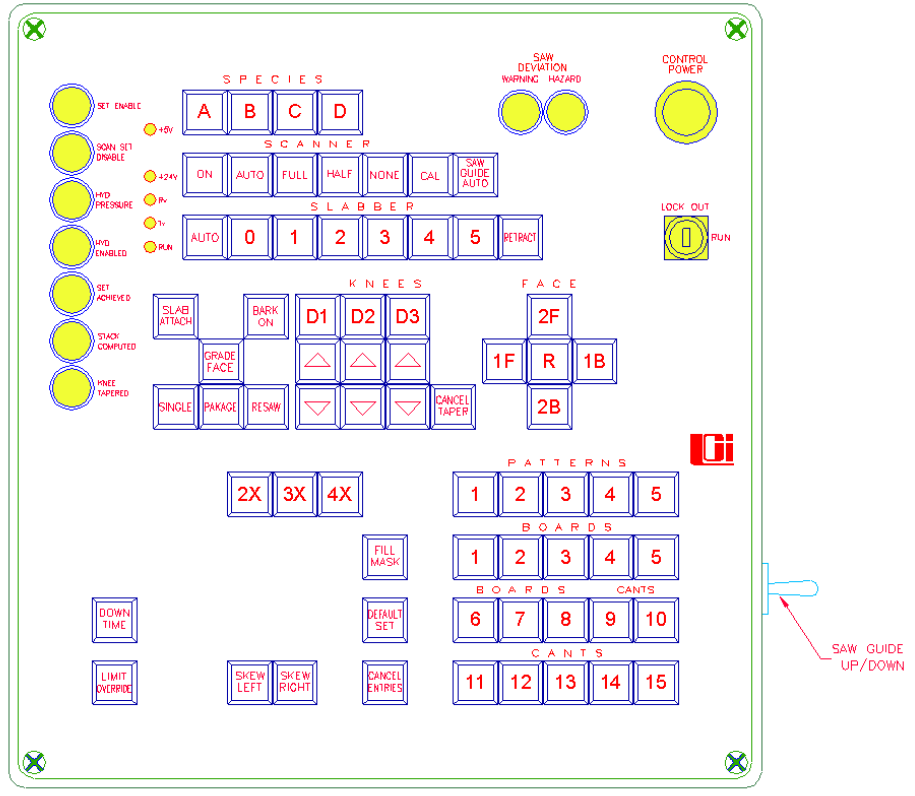 SAW
DEVIATION
WARNING HAZARD
CONTROL
POWER
SPECIES
SET ENABLE
A B C D
+5V
SCANNER
SCAN SET
DISABLE
ON AUTO FULL HALF NONE CAL SAW GUIDE AUTO
+24V
HYD
PRESSURE
Rv
SLABBER
LOCK OUT
Tv
AUTO 0 1 2 3 4 5 RETRACT
RUN
RUN
HYD
ENABLED
KNEES
FACE
SET
ACHIEVED
SLAB
ATTACH
BARK
ON
D1 D2 D3
2F
STACK
COMPUTED
GRADE
FACE
1F R 1B
KNEE
TAPERED
SINGLE PAKAGE RESAW
CANCEL
TAPER
2B
PATTERNS
2X 3X 4X
1 2 3 4 5
BOARDS
FILL
MASK
1 2 3 4 5
BOARDS CANTS
DOWN
TIME
DEFAULT
SET
6 7 8 9 10
CANTS
LIMIT
OVERRIDE
SKEW
LEFT
SKEW
RIGHT
CANCEL
ENTRIES
11 12 13 14 15
SAW GUIDE
UP/DOWN